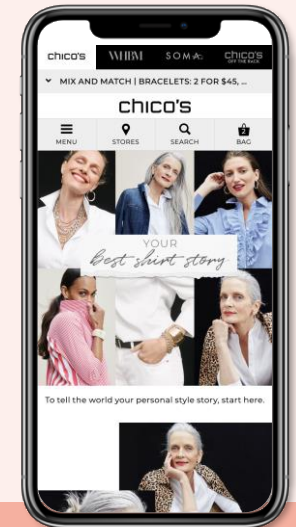 chico's WHBM SOMA chico's OFF THE RACK
MIX AND MATCH | BRACELETS: 2 FOR $45, ...
chico's
2
MENU STORES SEARCH BAG
YOUR
Best shirt story
To tell the world your personal style story, start here.